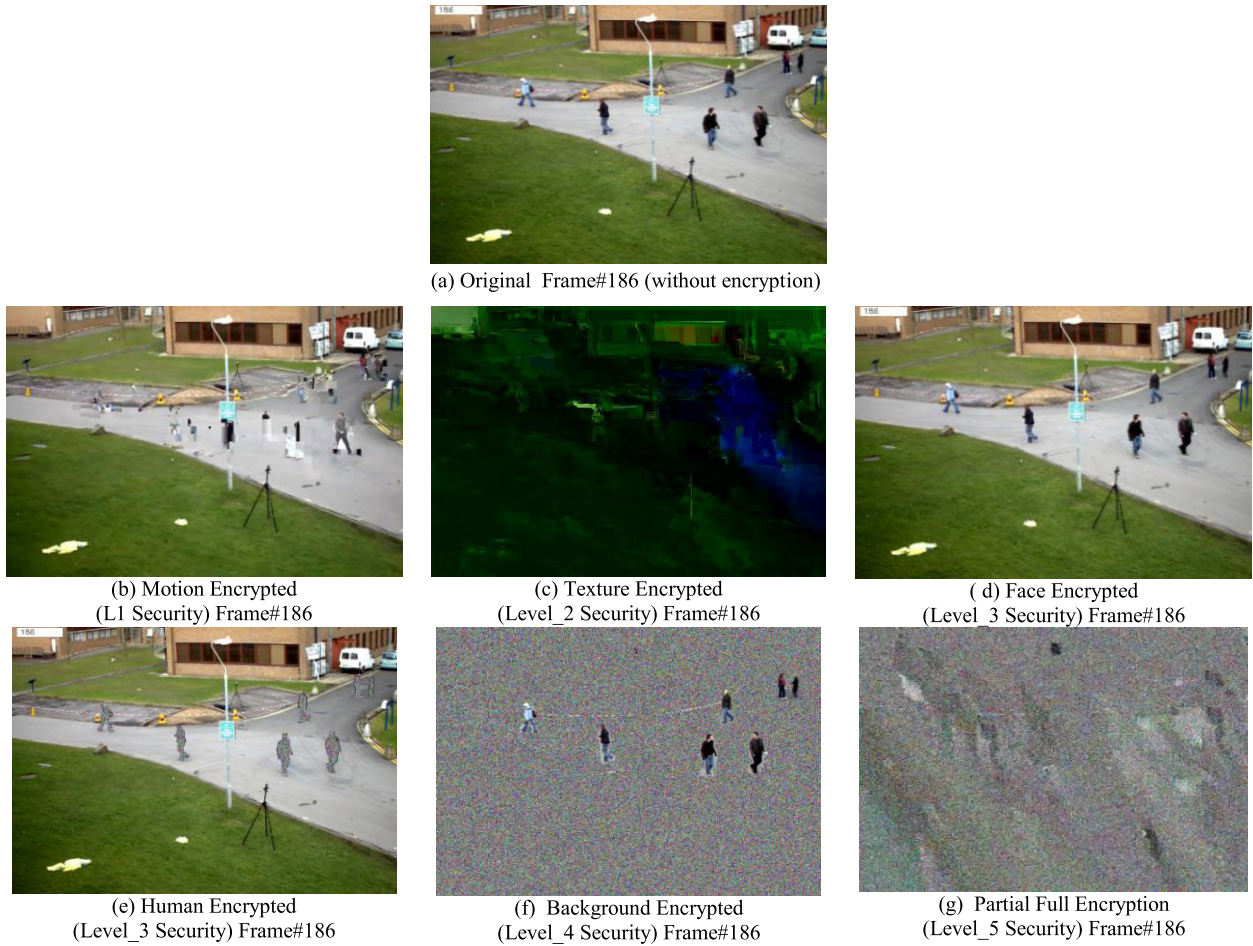 186
(a) Original Frame#186 (without encryption)
186
(b) Motion Encrypted
(L1 Security) Frame#186
(c) Texture Encrypted
(Level_2 Security) Frame#186
( d) Face Encrypted
(Level_3 Security) Frame#186
186
(e) Human Encrypted
(Level_3 Security) Frame#186
(f) Background Encrypted
(Level_4 Security) Frame#186
(g) Partial Full Encryption
(Level_5 Security) Frame#186